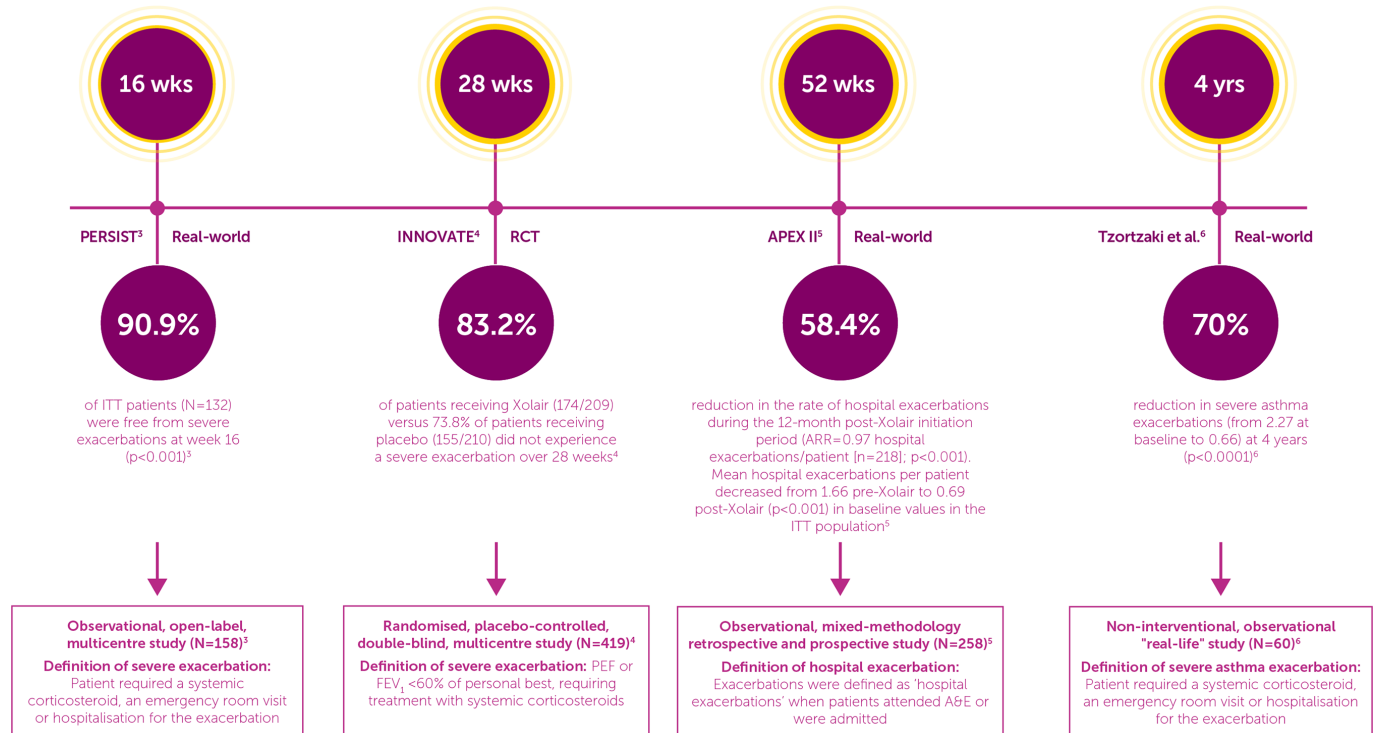 16 wks
28 wks
52 wks
4 yrs
PERSIST³
Real-world
INNOVATE⁴
RCT
APEX II⁵
Real-world
Tzortzaki et al.⁶
Real-world
90.9%
83.2%
58.4%
70%
of ITT patients (N=132)
were free from severe
exacerbations at week 16
(p<0.001)³
of patients receiving Xolair (174/209)
versus 73.8% of patients receiving
placebo (155/210) did not experience
a severe exacerbation over 28 weeks⁴
reduction in the rate of hospital exacerbations
during the 12-month post-Xolair initiation
period (ARR=0.97 hospital
exacerbations/patient [n=218]; p<0.001).
Mean hospital exacerbations per patient
decreased from 1.66 pre-Xolair to 0.69
post-Xolair (p<0.001) in baseline values in the
ITT population⁵
reduction in severe asthma
exacerbations (from 2.27 at
baseline to 0.66) at 4 years
(p<0.0001)⁶
Observational, open-label,
multicentre study (N=158)³
Definition of severe exacerbation:
Patient required a systemic
corticosteroid, an emergency room visit
or hospitalisation for the exacerbation
Randomised, placebo-controlled,
double-blind, multicentre study (N=419)⁴
Definition of severe exacerbation: PEF or
FEV₁ <60% of personal best, requiring
treatment with systemic corticosteroids
Observational, mixed-methodology
retrospective and prospective study (N=258)⁵
Definition of hospital exacerbation:
Exacerbations were defined as ‘hospital
exacerbations’ when patients attended A&E or
were admitted
Non-interventional, observational
"real-life" study (N=60)⁶
Definition of severe asthma exacerbation:
Patient required a systemic corticosteroid,
an emergency room visit or hospitalisation
for the exacerbation